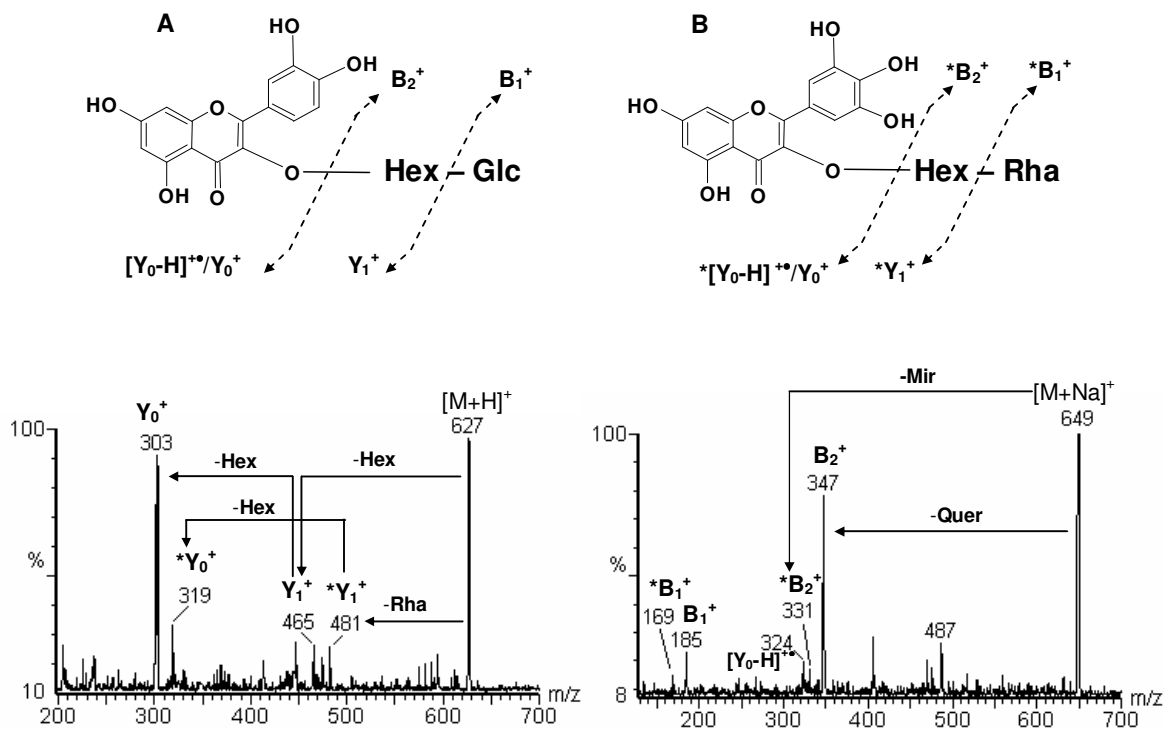 A
HO
OH
HO
O
OH
O
O
Hex – Glc
B₂⁺
B₁⁺
[Y₀-H]⁺•/Y₀⁺
Y₁⁺
B
HO
OH
OH
HO
O
OH
O
O
Hex – Rha
*B₂⁺
*B₁⁺
*[Y₀-H]⁺•/Y₀⁺
*Y₁⁺
Y₀⁺
[M+H]⁺
100
303
627
-Hex
-Hex
-Hex
%
*Y₀⁺
319
Y₁⁺
*Y₁⁺
465
481
-Rha
10
200
300
400
500
600
700
m/z
-Mir
[M+Na]⁺
649
100
B₂⁺
347
-Quer
%
*B₁⁺
169
B₁⁺
185
*B₂⁺
331
324
[Y₀-H]⁺•
487
8
200
300
400
500
600
700
m/z